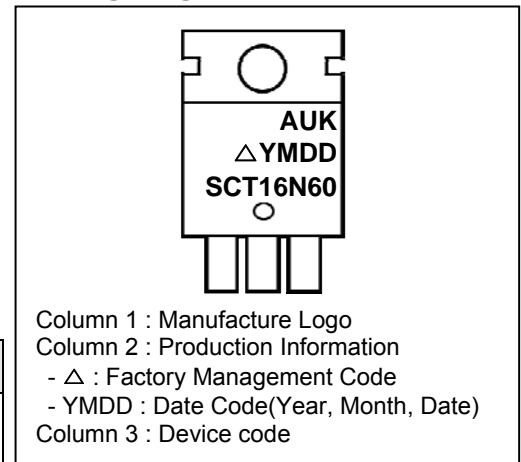 AUK
△YMDD
SCT16N60
Column 1 : Manufacture Logo
Column 2 : Production Information
- △ : Factory Management Code
- YMDD : Date Code(Year, Month, Date)
Column 3 : Device code